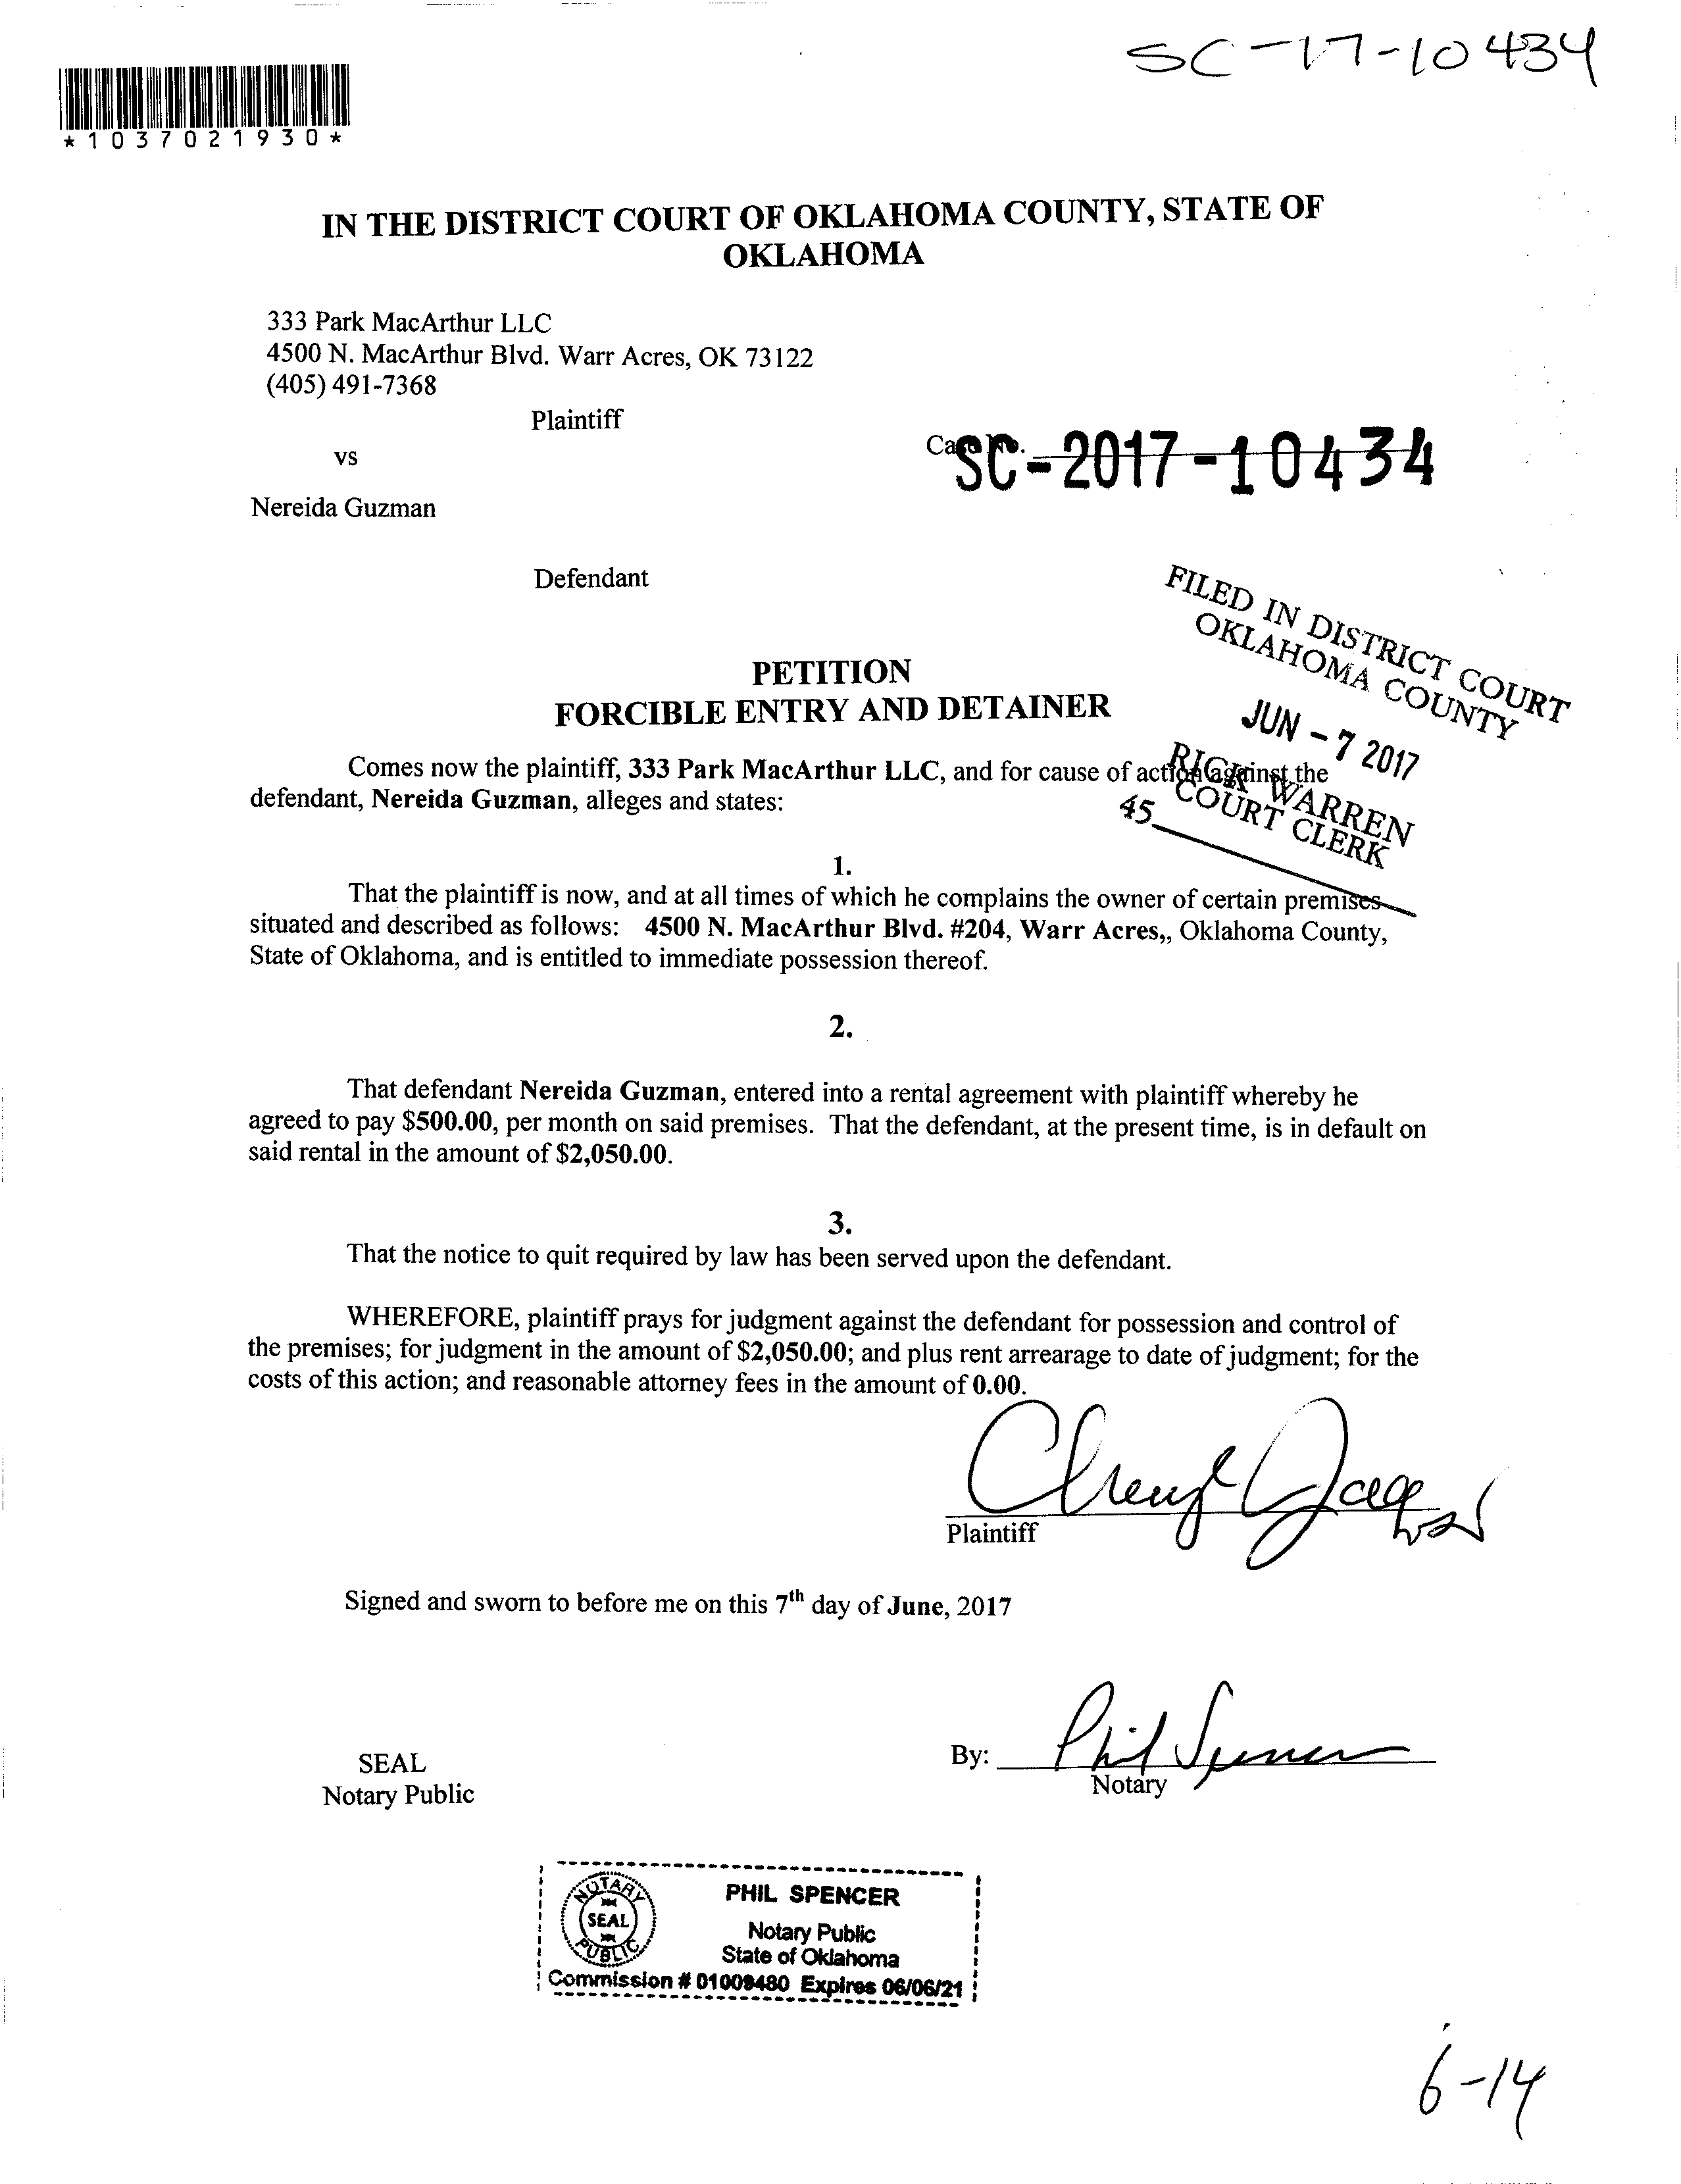 SC-17-10434
*1037021930*
IN THE DISTRICT COURT OF OKLAHOMA COUNTY, STATE OF
OKLAHOMA
333 Park MacArthur LLC
4500 N. MacArthur Blvd. Warr Acres, OK 73122
(405) 491-7368
Plaintiff
vs
Case No.
SC-2017-10434
Nereida Guzman
Defendant
FILED IN DISTRICT COURT
OKLAHOMA COUNTY
JUN - 7 2017
RICK WARREN
COURT CLERK
45
PETITION
FORCIBLE ENTRY AND DETAINER
Comes now the plaintiff, 333 Park MacArthur LLC, and for cause of action against the
defendant, Nereida Guzman, alleges and states:
1.
That the plaintiff is now, and at all times of which he complains the owner of certain premises
situated and described as follows: 4500 N. MacArthur Blvd. #204, Warr Acres,, Oklahoma County,
State of Oklahoma, and is entitled to immediate possession thereof.
2.
That defendant Nereida Guzman, entered into a rental agreement with plaintiff whereby he
agreed to pay $500.00, per month on said premises. That the defendant, at the present time, is in default on
said rental in the amount of $2,050.00.
3.
That the notice to quit required by law has been served upon the defendant.
WHEREFORE, plaintiff prays for judgment against the defendant for possession and control of
the premises; for judgment in the amount of $2,050.00; and plus rent arrearage to date of judgment; for the
costs of this action; and reasonable attorney fees in the amount of 0.00.
Cheryl
Plaintiff
Signed and sworn to before me on this 7th day of June, 2017
By: Phil Spencer
Notary
SEAL
Notary Public
NOTARY
SEAL
PUBLIC
PHIL SPENCER
Notary Public
State of Oklahoma
Commission # 01009480 Expires 06/06/21
6-14